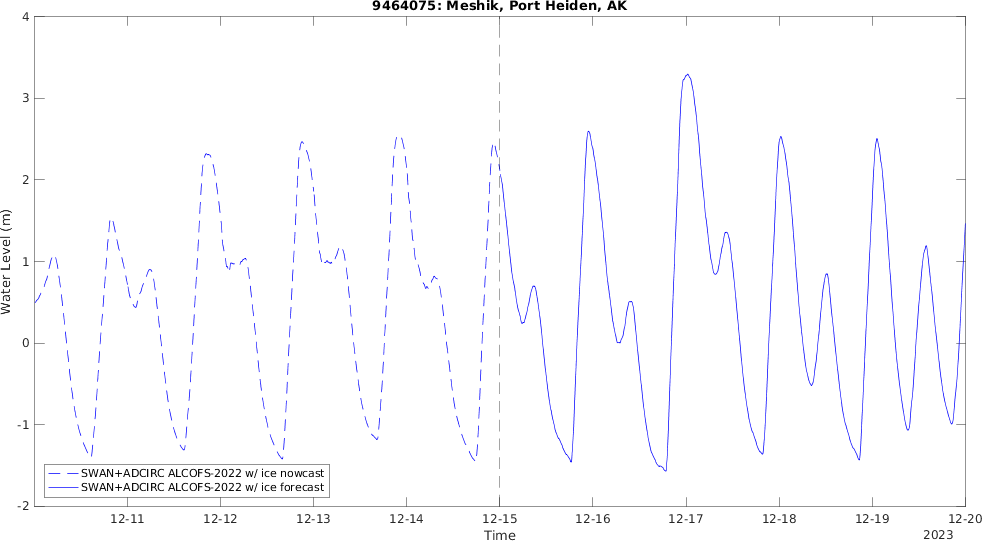 9464075: Meshik, Port Heiden, AK
4
3
2
1
0
-1
-2
Water Level (m)
SWAN+ADCIRC ALCOFS-2022 w/ ice nowcast
SWAN+ADCIRC ALCOFS-2022 w/ ice forecast
12-11 12-12 12-13 12-14 12-15 12-16 12-17 12-18 12-19 12-20
Time
2023